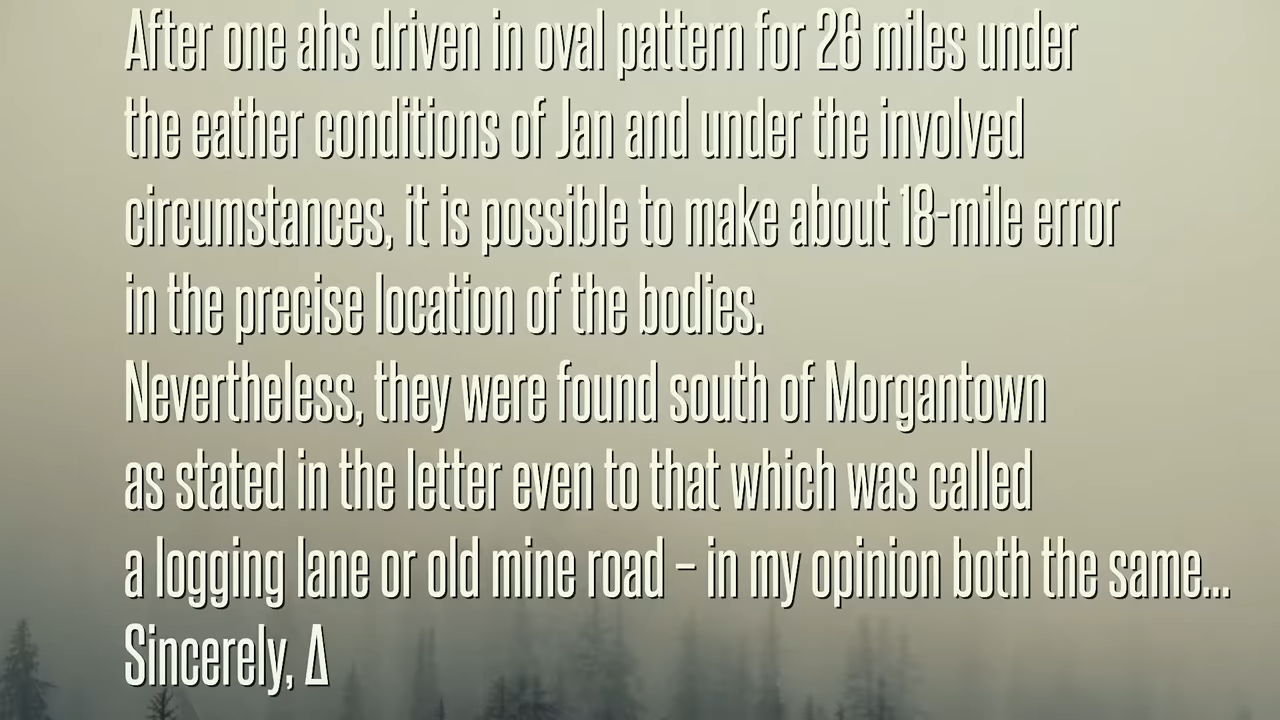 After one ahs driven in oval pattern for 26 miles under
the eather conditions of Jan and under the involved
circumstances, it is possible to make about 18-mile error
in the precise location of the bodies.
Nevertheless, they were found south of Morgantown
as stated in the letter even to that which was called
a logging lane or old mine road – in my opinion both the same...
Sincerely, Δ